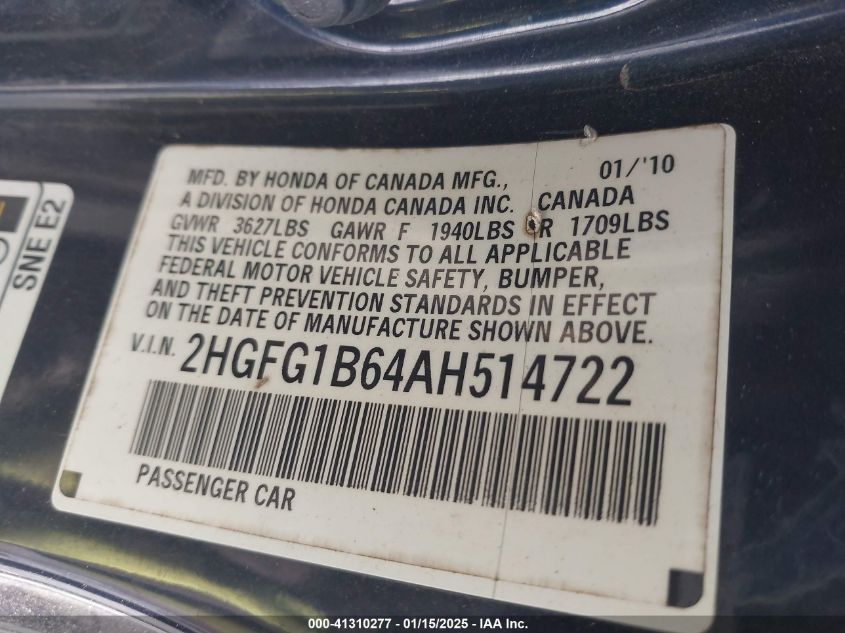 MFD. BY HONDA OF CANADA MFG., 01/'10
A DIVISION OF HONDA CANADA INC. CANADA
GVWR 3627LBS GAWR F 1940LBS R 1709LBS
THIS VEHICLE CONFORMS TO ALL APPLICABLE
FEDERAL MOTOR VEHICLE SAFETY, BUMPER,
AND THEFT PREVENTION STANDARDS IN EFFECT
ON THE DATE OF MANUFACTURE SHOWN ABOVE.
V.I.N. 2HGFG1B64AH514722
PASSENGER CAR
SNE E2
000-41310277 - 01/15/2025 - IAA Inc.